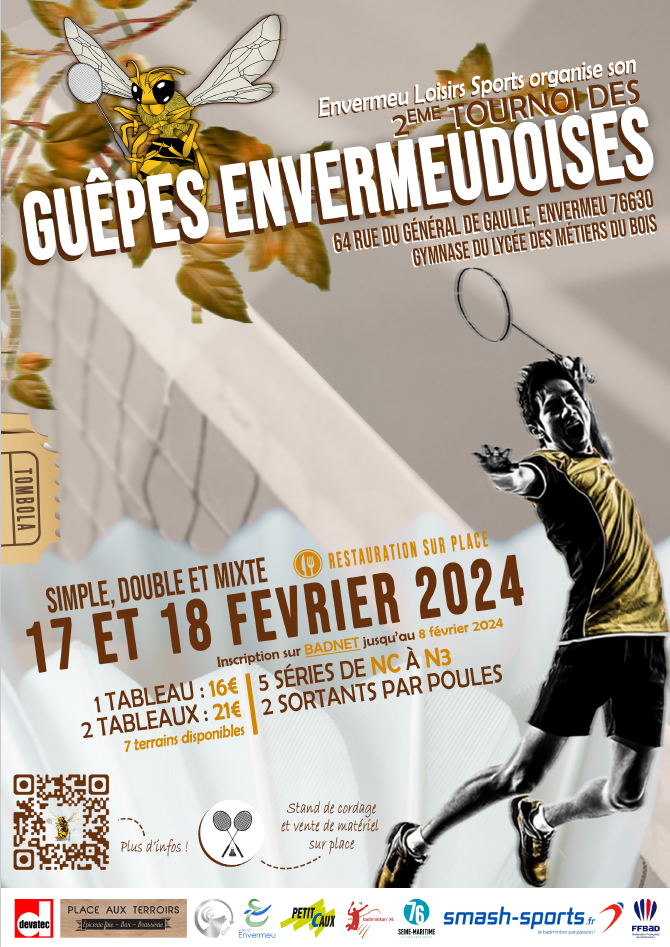 Envermeu Loisirs Sports organise son
2EME TOURNOI DES
GUÊPES ENVERMEUDOISES
64 RUE DU GÉNÉRAL DE GAULLE, ENVERMEU 76630
GYMNASE DU LYCÉE DES MÉTIERS DU BOIS
TOMBOLA
RESTAURATION SUR PLACE
SIMPLE, DOUBLE ET MIXTE
17 ET 18 FEVRIER 2024
Inscription sur BADNET jusqu'au 8 février 2024
1 TABLEAU : 16€
2 TABLEAUX : 21€
7 terrains disponibles
5 SÉRIES DE NC À N3
2 SORTANTS PAR POULES
Plus d'infos !
Stand de cordage
et vente de matériel
sur place
devatec
PLACE AUX TERROIRS
Epicerie fine - Bar - Brasserie
Envermeu
PETIT
CAUX
badminton 76
76
SEINE-MARITIME
smash-sports.fr
le badminton par passion !
FFBaD